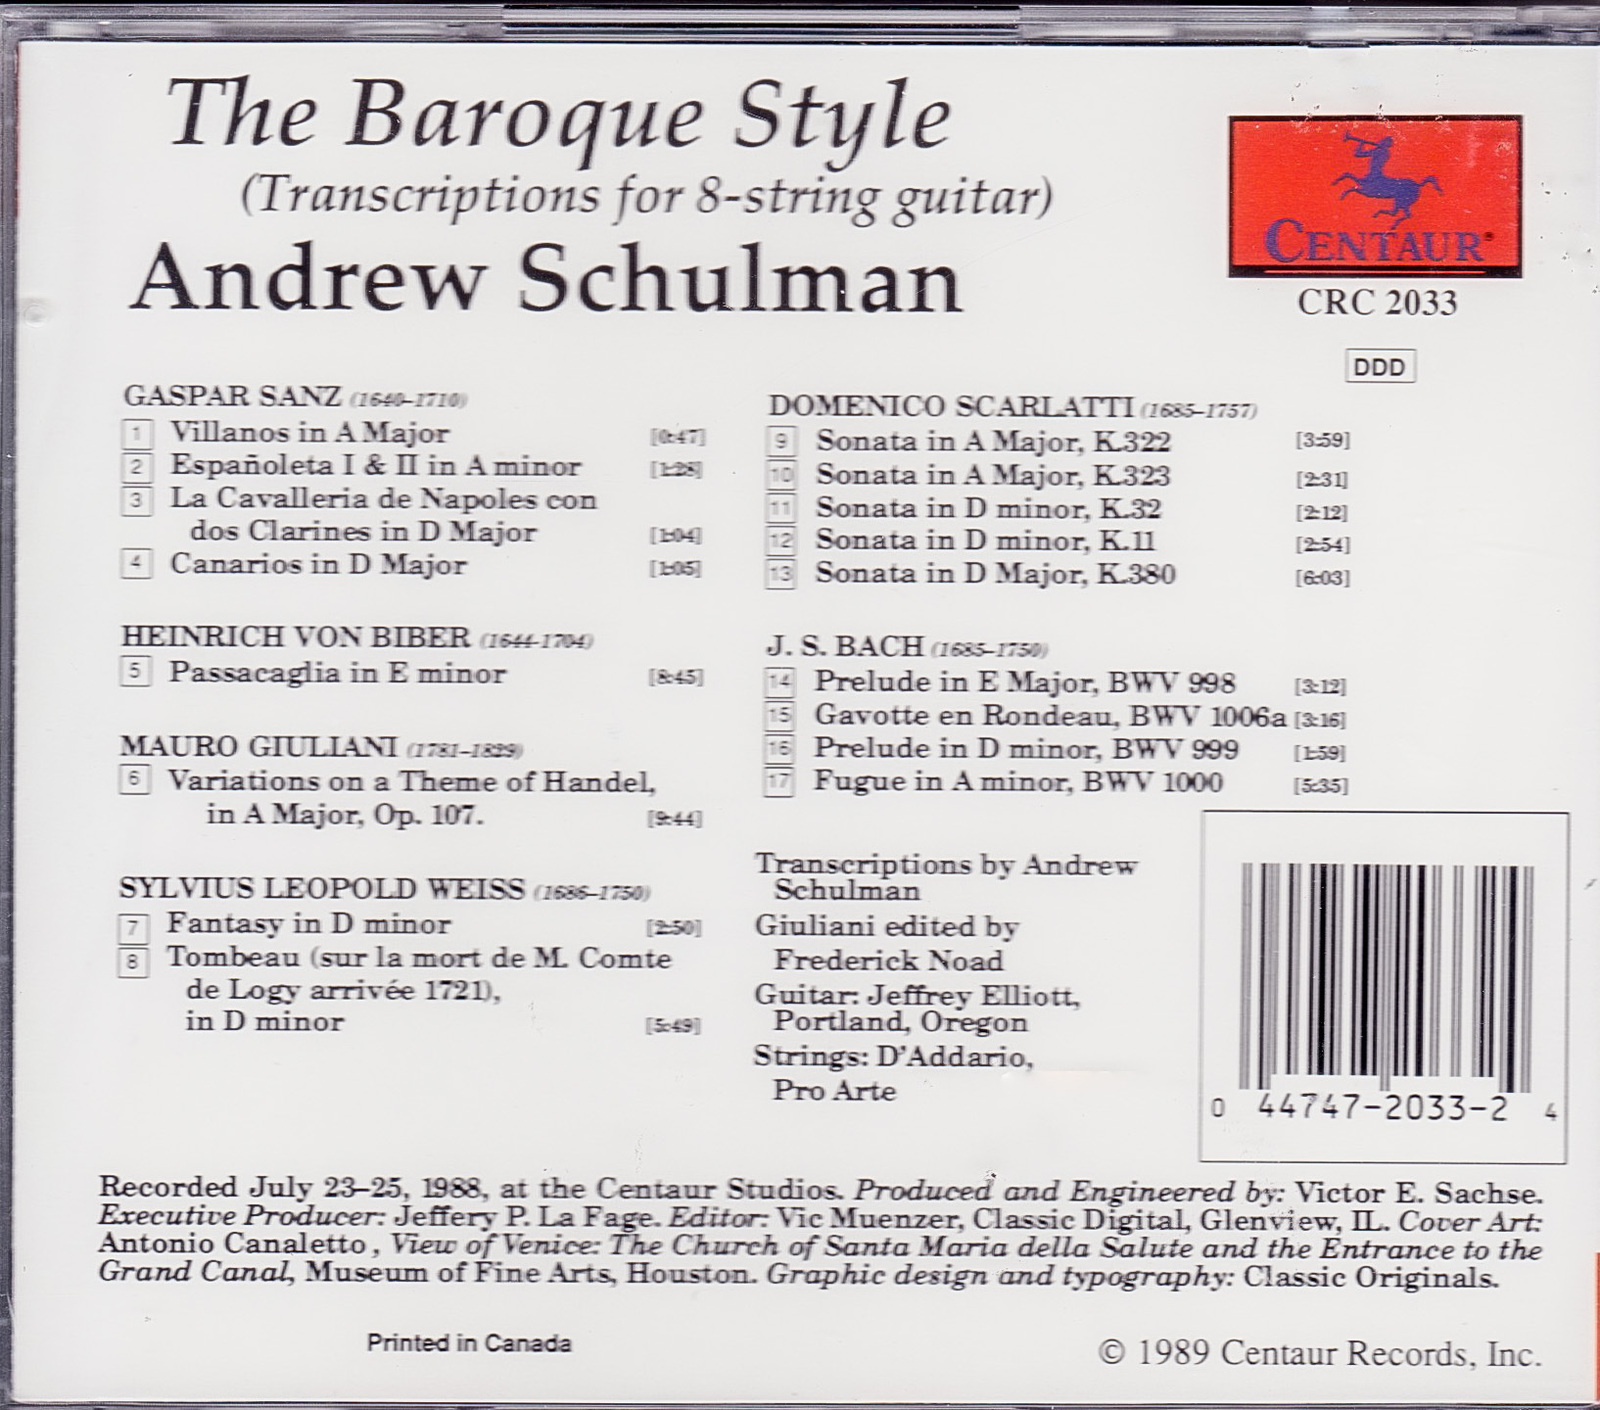 The Baroque Style
(Transcriptions for 8-string guitar)
Andrew Schulman
CENTAUR®
CRC 2033
DDD
GASPAR SANZ (1640–1710)
1 Villanos in A Major [0:47]
2 Españoleta I & II in A minor [1:28]
3 La Cavalleria de Napoles con
dos Clarines in D Major [1:04]
4 Canarios in D Major [1:05]
HEINRICH VON BIBER (1644-1704)
5 Passacaglia in E minor [8:45]
MAURO GIULIANI (1781–1829)
6 Variations on a Theme of Handel,
in A Major, Op. 107. [9:44]
SYLVIUS LEOPOLD WEISS (1686–1750)
7 Fantasy in D minor [2:50]
8 Tombeau (sur la mort de M. Comte
de Logy arrivée 1721),
in D minor [5:49]
DOMENICO SCARLATTI (1685–1757)
9 Sonata in A Major, K.322 [3:59]
10 Sonata in A Major, K.323 [2:31]
11 Sonata in D minor, K.32 [2:12]
12 Sonata in D minor, K.11 [2:54]
13 Sonata in D Major, K.380 [6:03]
J. S. BACH (1685–1750)
14 Prelude in E Major, BWV 998 [3:12]
15 Gavotte en Rondeau, BWV 1006a [3:16]
16 Prelude in D minor, BWV 999 [1:59]
17 Fugue in A minor, BWV 1000 [5:35]
Transcriptions by Andrew
Schulman
Giuliani edited by
Frederick Noad
Guitar: Jeffrey Elliott,
Portland, Oregon
Strings: D'Addario,
Pro Arte
0 44747-2033-2 4
Recorded July 23–25, 1988, at the Centaur Studios. Produced and Engineered by: Victor E. Sachse.
Executive Producer: Jeffery P. La Fage. Editor: Vic Muenzer, Classic Digital, Glenview, IL. Cover Art:
Antonio Canaletto, View of Venice: The Church of Santa Maria della Salute and the Entrance to the
Grand Canal, Museum of Fine Arts, Houston. Graphic design and typography: Classic Originals.
Printed in Canada
© 1989 Centaur Records, Inc.